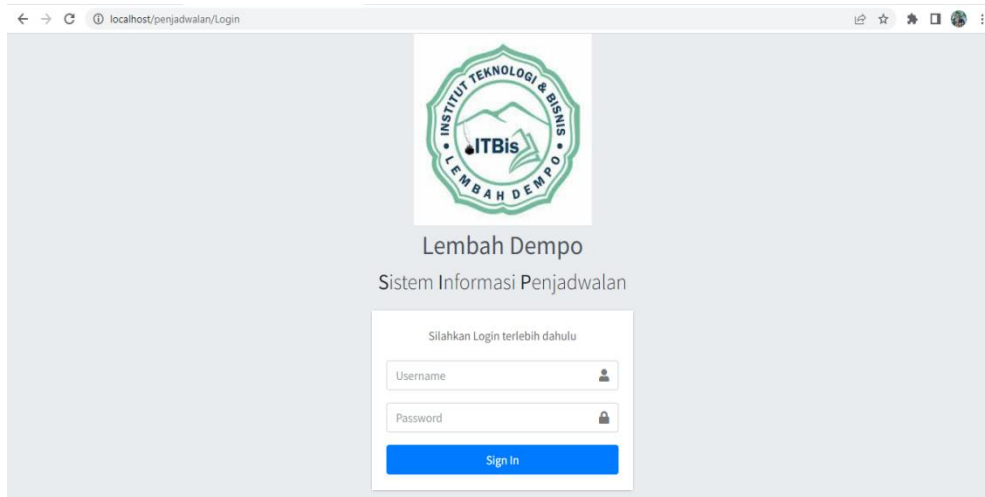 localhost/penjadwalan/Login
INSTITUT TEKNOLOGI & BISNIS
ITBis
LEMBAH DEMPO
Lembah Dempo
Sistem Informasi Penjadwalan
Silahkan Login terlebih dahulu
Username
Password
Sign In